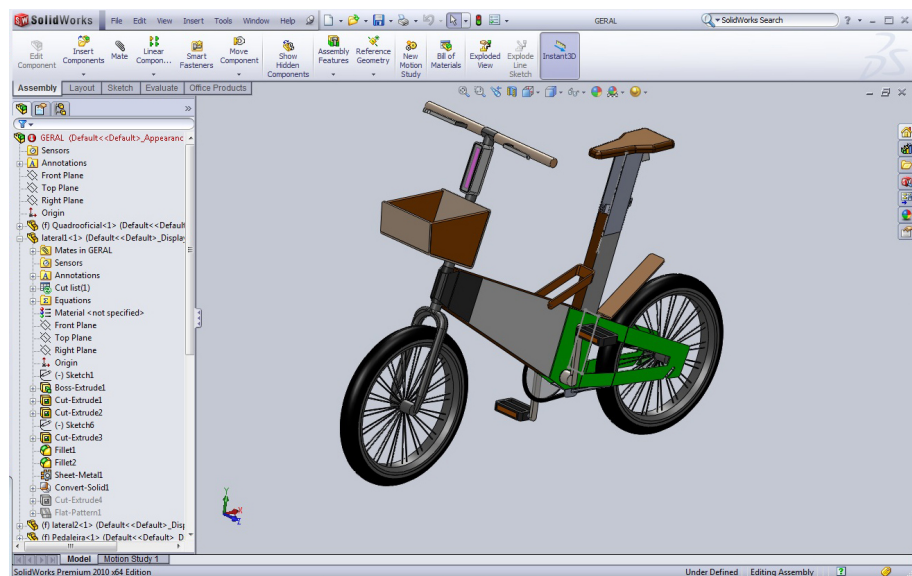 SolidWorks File Edit View Insert Tools Window Help GERAL SolidWorks Search
Edit Component
Insert Components
Mate
Linear Compon...
Smart Fasteners
Move Component
Show Hidden Components
Assembly Features
Reference Geometry
New Motion Study
Bill of Materials
Exploded View
Explode Line Sketch
Instant3D
Assembly Layout Sketch Evaluate Office Products
GERAL (Default<<Default>_Appearanc
Sensors
Annotations
Front Plane
Top Plane
Right Plane
Origin
(f) Quadrooficial<1> (Default<<Default
lateral1<1> (Default<<Default>_Display
Mates in GERAL
Sensors
Annotations
Cut list(1)
Equations
Material <not specified>
Front Plane
Top Plane
Right Plane
Origin
(-) Sketch1
Boss-Extrude1
Cut-Extrude1
Cut-Extrude2
(-) Sketch6
Cut-Extrude3
Fillet1
Fillet2
Sheet-Metal1
Convert-Solid1
Cut-Extrude4
Flat-Pattern1
(f) lateral2<1> (Default<<Default>_Disp
(f) Pedaleira<1> (Default<<Default> D
Y
X
Z
Model Motion Study 1
SolidWorks Premium 2010 x64 Edition Under Defined Editing Assembly